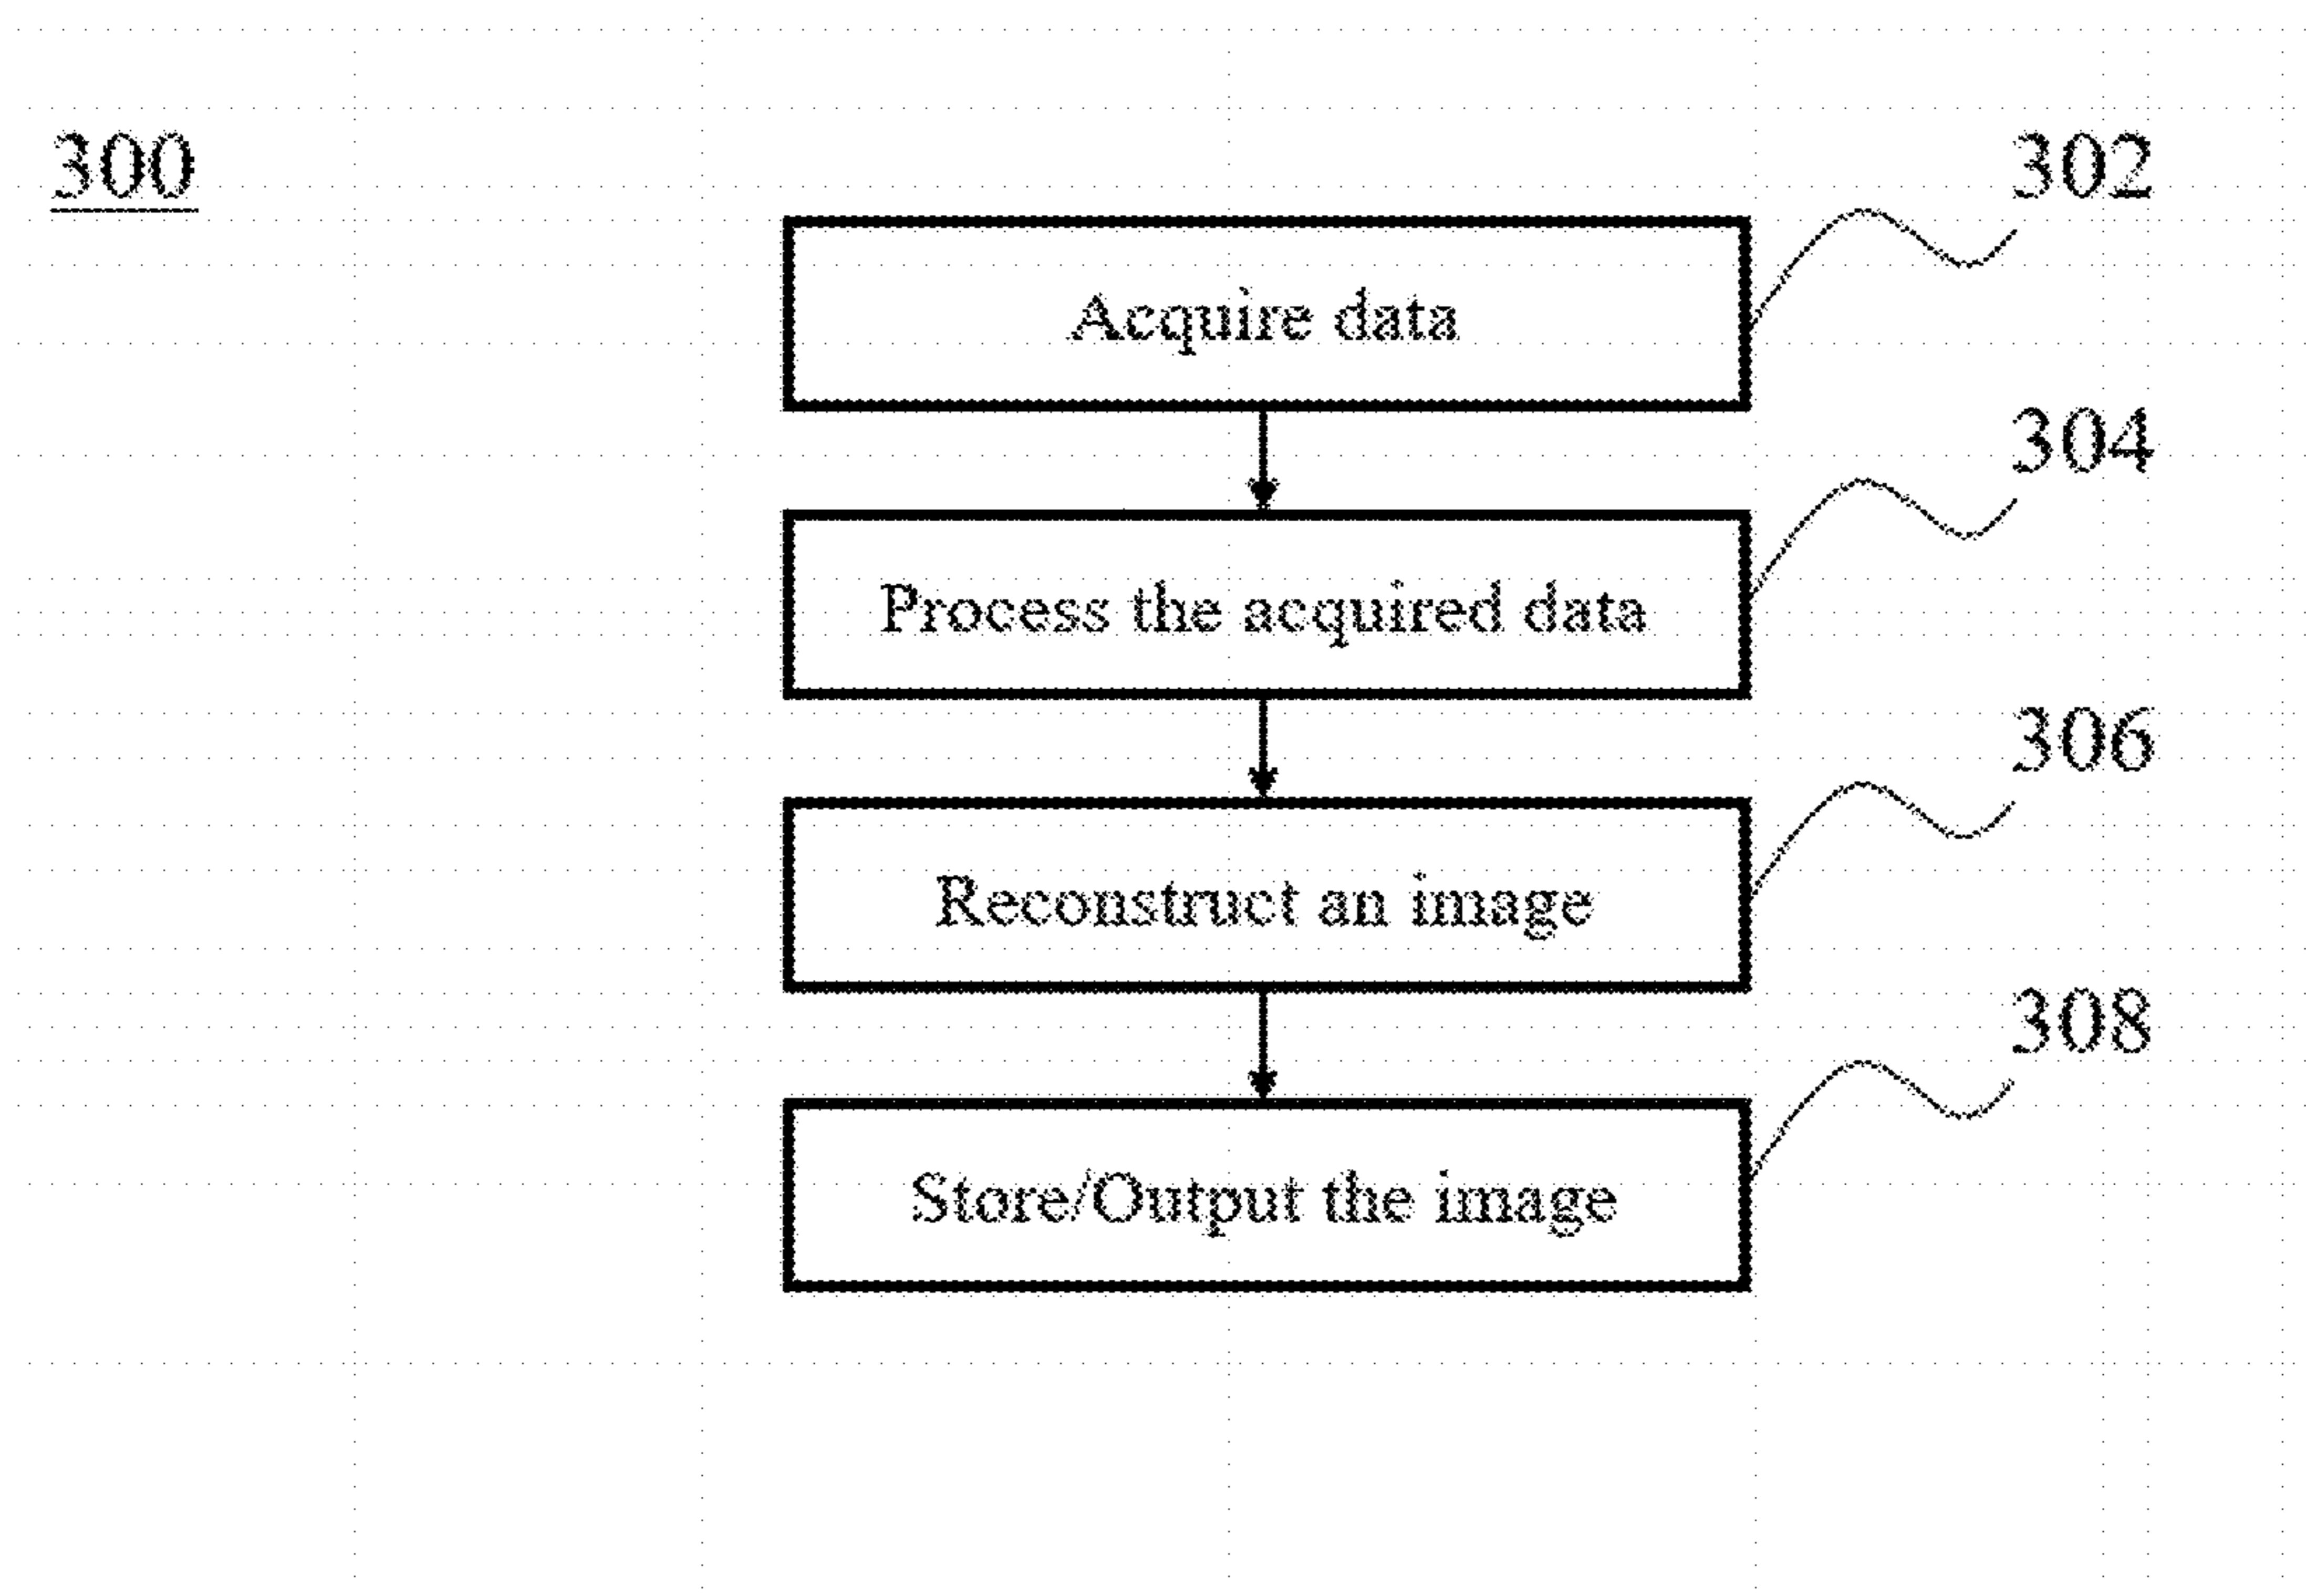 300
302
Acquire data
304
Process the acquired data
306
Reconstruct an image
308
Store/Output the image